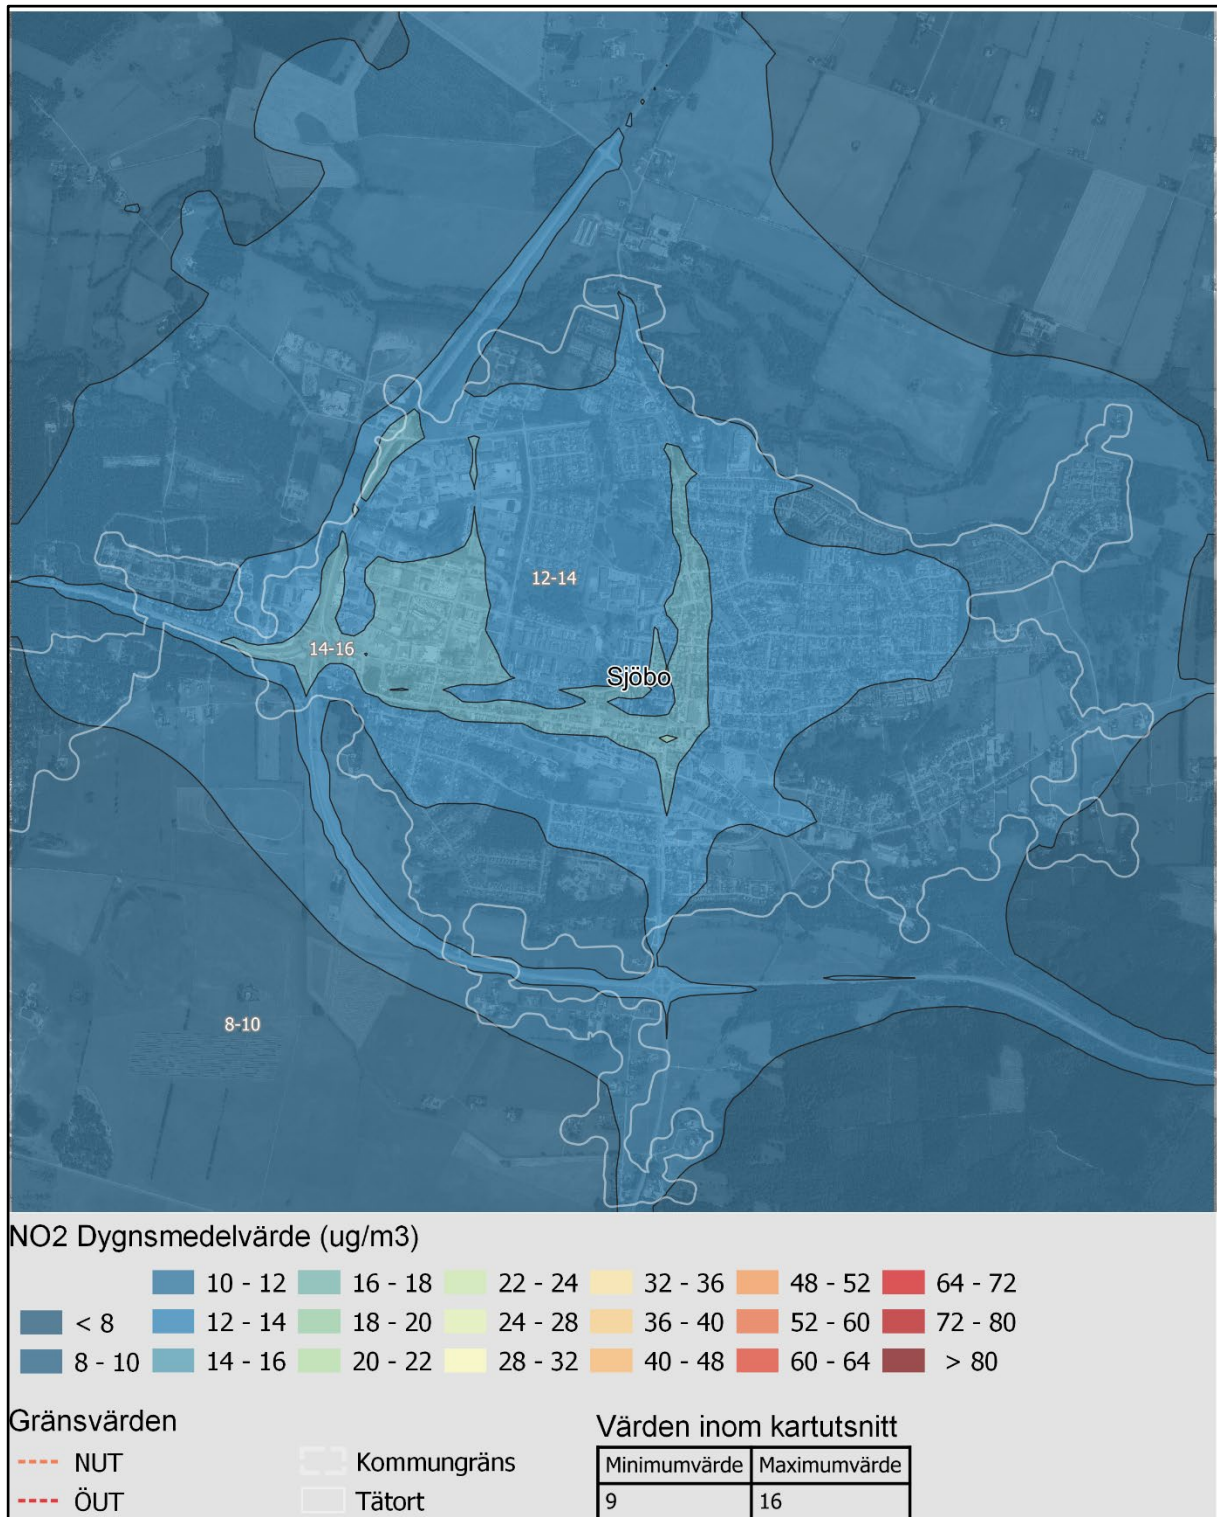 12-14
14-16
Sjöbo
8-10
NO2 Dygnsmedelvärde (ug/m3)
10 - 12 16 - 18 22 - 24 32 - 36 48 - 52 64 - 72
< 8 12 - 14 18 - 20 24 - 28 36 - 40 52 - 60 72 - 80
8 - 10 14 - 16 20 - 22 28 - 32 40 - 48 60 - 64 > 80
Gränsvärden
NUT
ÖUT
Kommungräns
Tätort
Värden inom kartutsnitt
Minimumvärde Maximumvärde
9 16